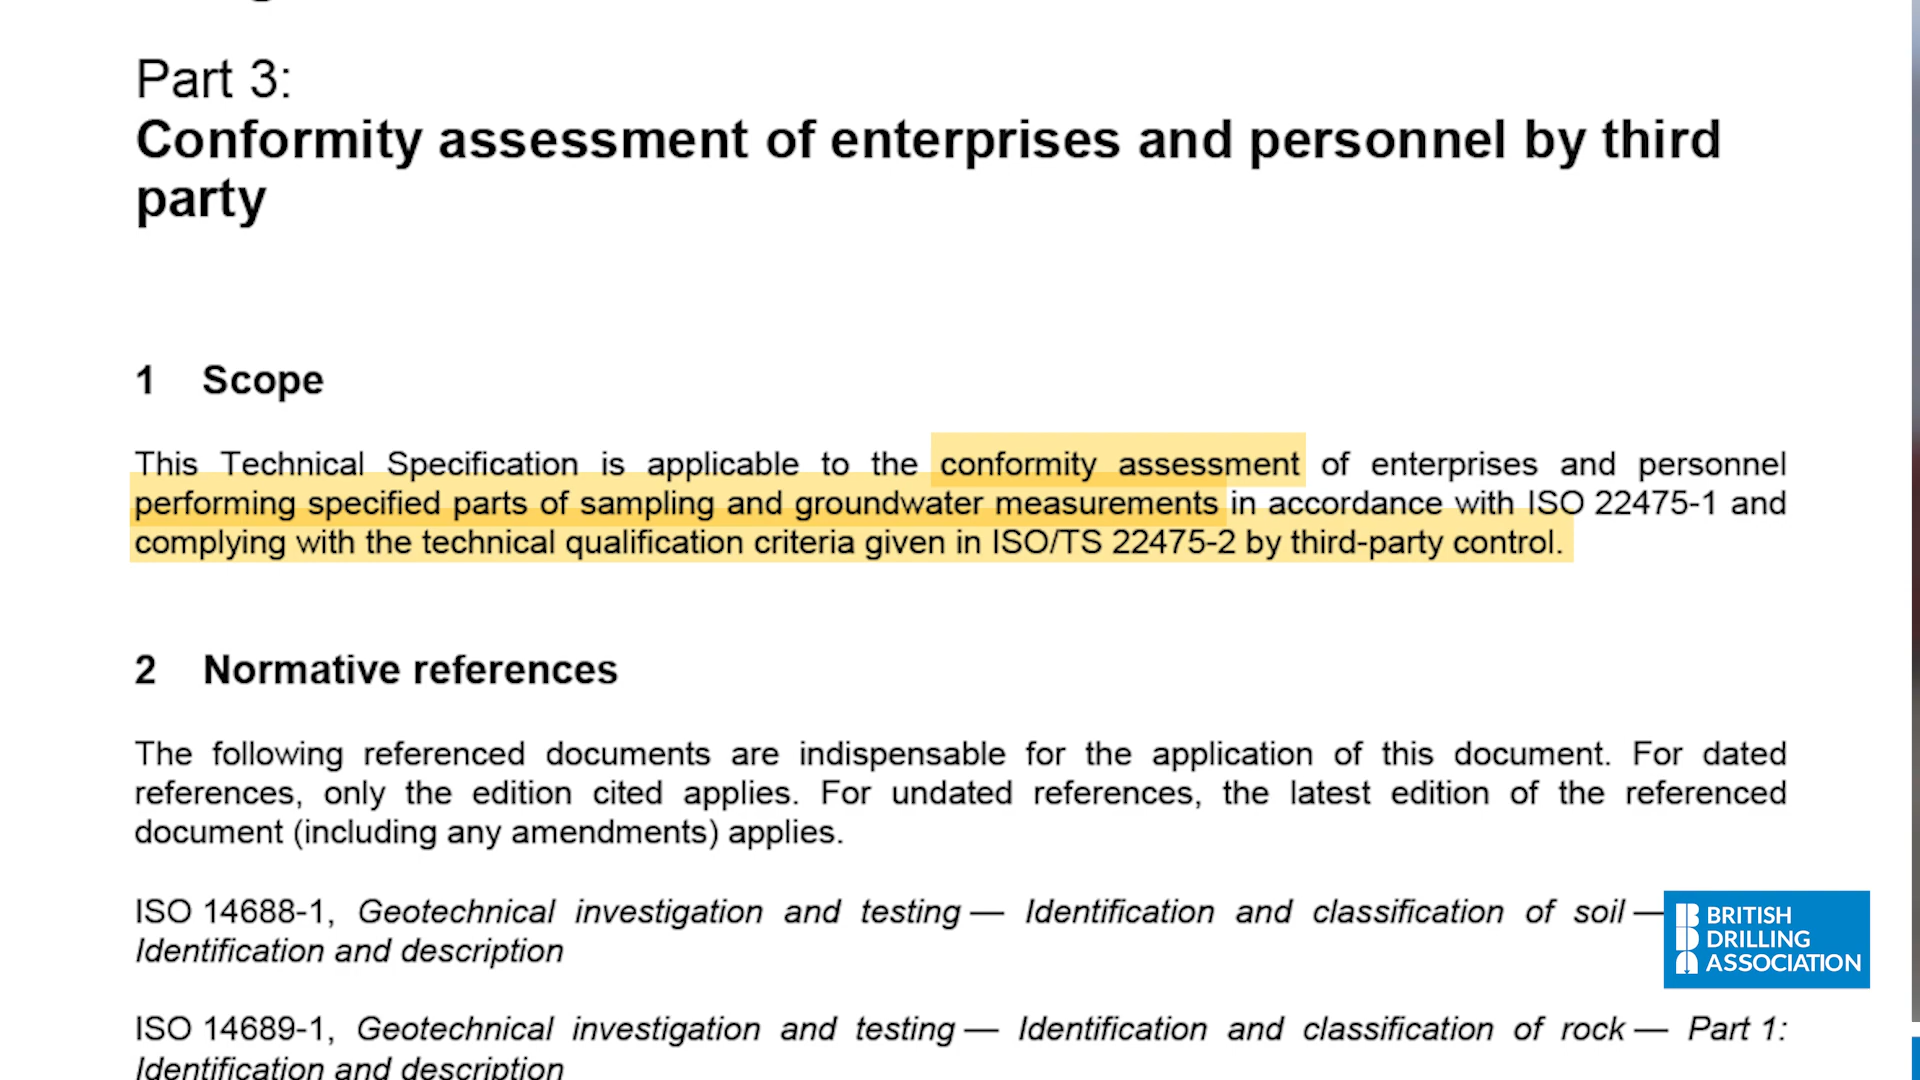 Part 3:
Conformity assessment of enterprises and personnel by third
party
1 Scope
This Technical Specification is applicable to the conformity assessment of enterprises and personnel
performing specified parts of sampling and groundwater measurements in accordance with ISO 22475-1 and
complying with the technical qualification criteria given in ISO/TS 22475-2 by third-party control.
2 Normative references
The following referenced documents are indispensable for the application of this document. For dated
references, only the edition cited applies. For undated references, the latest edition of the referenced
document (including any amendments) applies.
ISO 14688-1, Geotechnical investigation and testing — Identification and classification of soil —
Identification and description
BRITISH
DRILLING
ASSOCIATION
ISO 14689-1, Geotechnical investigation and testing — Identification and classification of rock — Part 1:
Identification and description